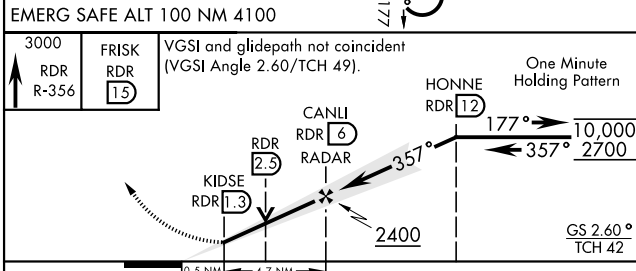 EMERG SAFE ALT 100 NM 4100
177
3000
RDR
R-356
FRISK
RDR
15
VGSI and glidepath not coincident
(VGSI Angle 2.60/TCH 49).
One Minute
Holding Pattern
HONNE
RDR 12
CANLI
RDR 6
RADAR
177°
10,000
357°
2700
357°
RDR
2.5
KIDSE
RDR 1.3
2400
GS 2.60°
TCH 42
0.5 NM
4.7 NM